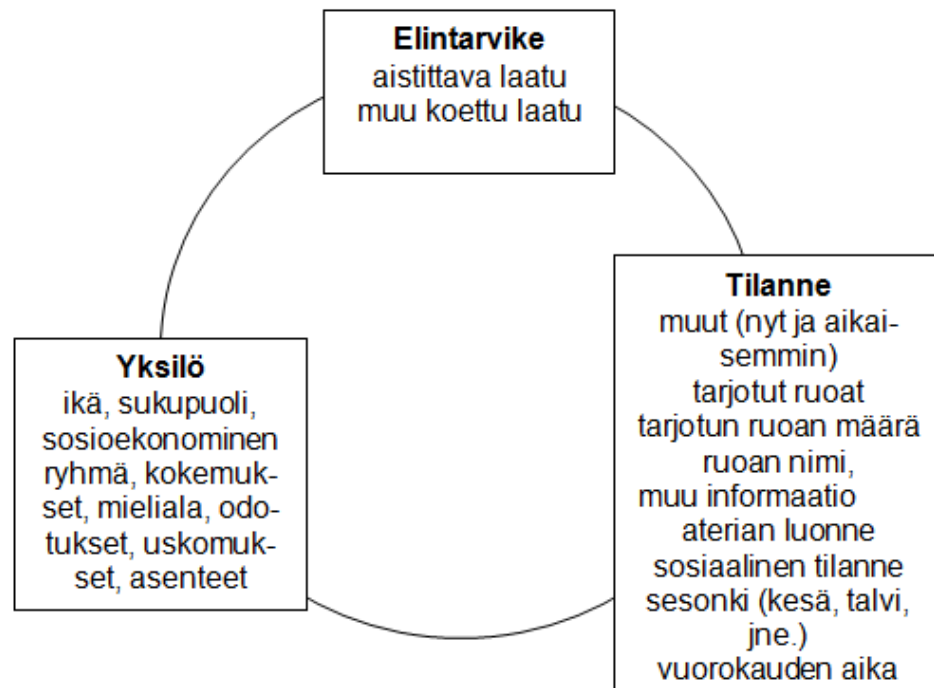 Elintarvike
aistittava laatu
muu koettu laatu
Yksilö
ikä, sukupuoli,
sosioekonominen
ryhmä, kokemuk-
set, mieliala, odo-
tukset, uskomuk-
set, asenteet
Tilanne
muut (nyt ja aikai-
semmin)
tarjotut ruoat
tarjotun ruoan määrä
ruoan nimi,
muu informaatio
aterian luonne
sosiaalinen tilanne
sesonki (kesä, talvi,
jne.)
vuorokauden aika